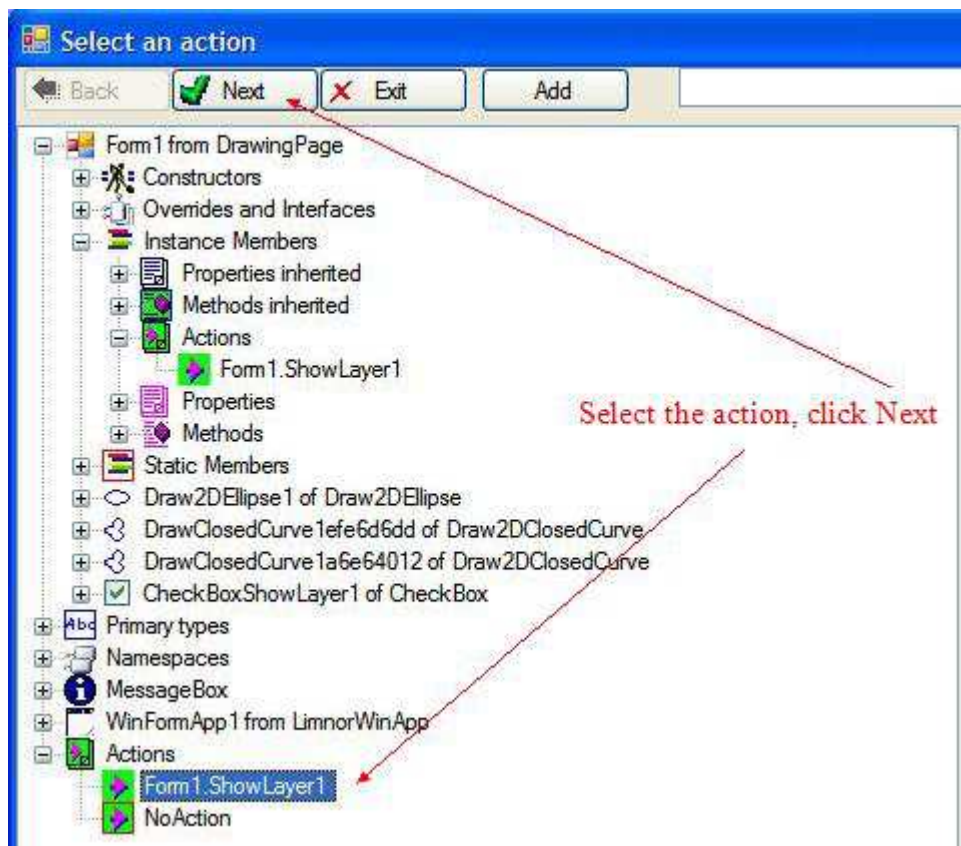 Select an action
Back Next Exit Add
Form1 from DrawingPage
Constructors
Overrides and Interfaces
Instance Members
Properties inherited
Methods inherited
Actions
Form1.ShowLayer1
Properties
Select the action, click Next
Methods
Static Members
Draw2DEllipse1 of Draw2DEllipse
DrawClosedCurve1efe6d6dd of Draw2DClosedCurve
DrawClosedCurve1a6e64012 of Draw2DClosedCurve
CheckBoxShowLayer1 of CheckBox
Abc Primary types
Namespaces
MessageBox
WinFormApp1 from LimnorWinApp
Actions
Form1.ShowLayer1
NoAction